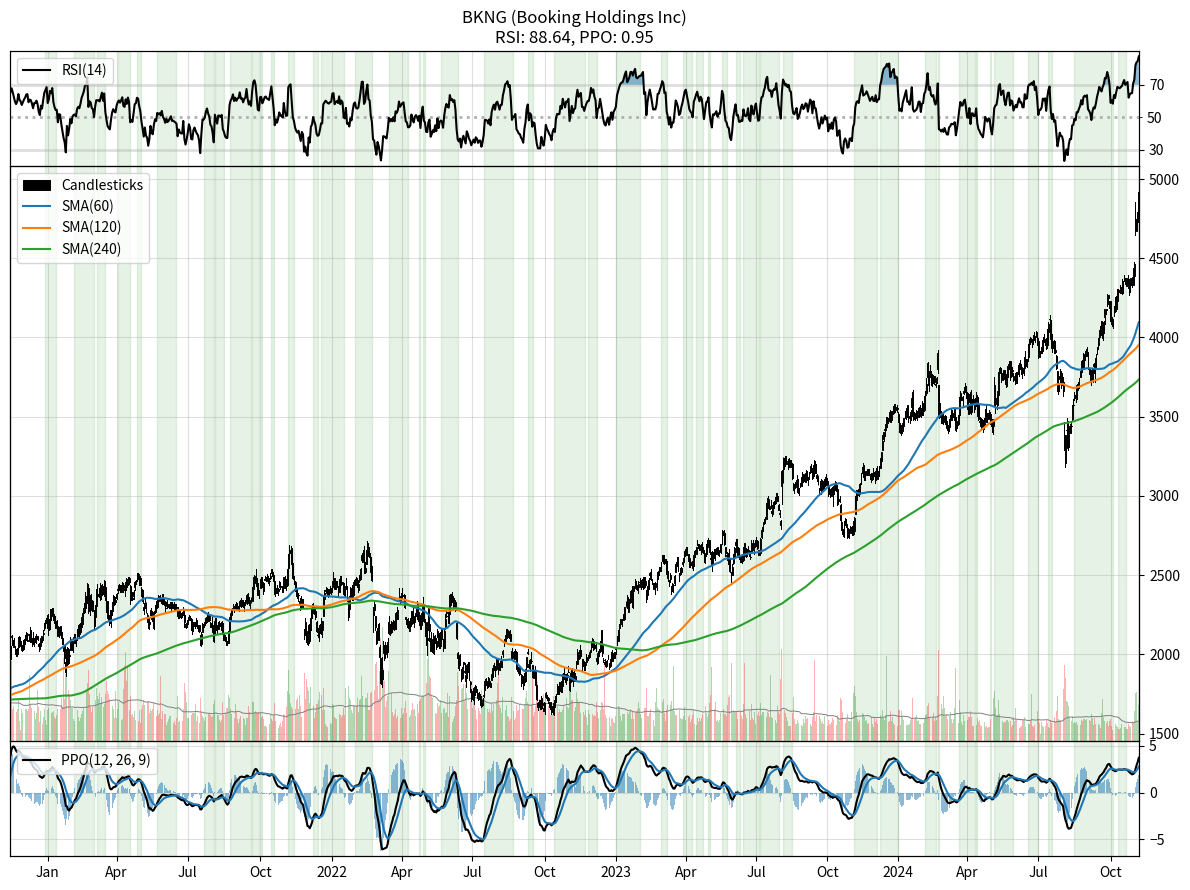 BKNG (Booking Holdings Inc)
RSI: 88.64, PPO: 0.95
RSI(14)
70
50
30
Candlesticks
SMA(60)
SMA(120)
SMA(240)
5000
4500
4000
3500
3000
2500
2000
1500
PPO(12, 26, 9)
5
0
−5
Jan Apr Jul Oct 2022 Apr Jul Oct 2023 Apr Jul Oct 2024 Apr Jul Oct